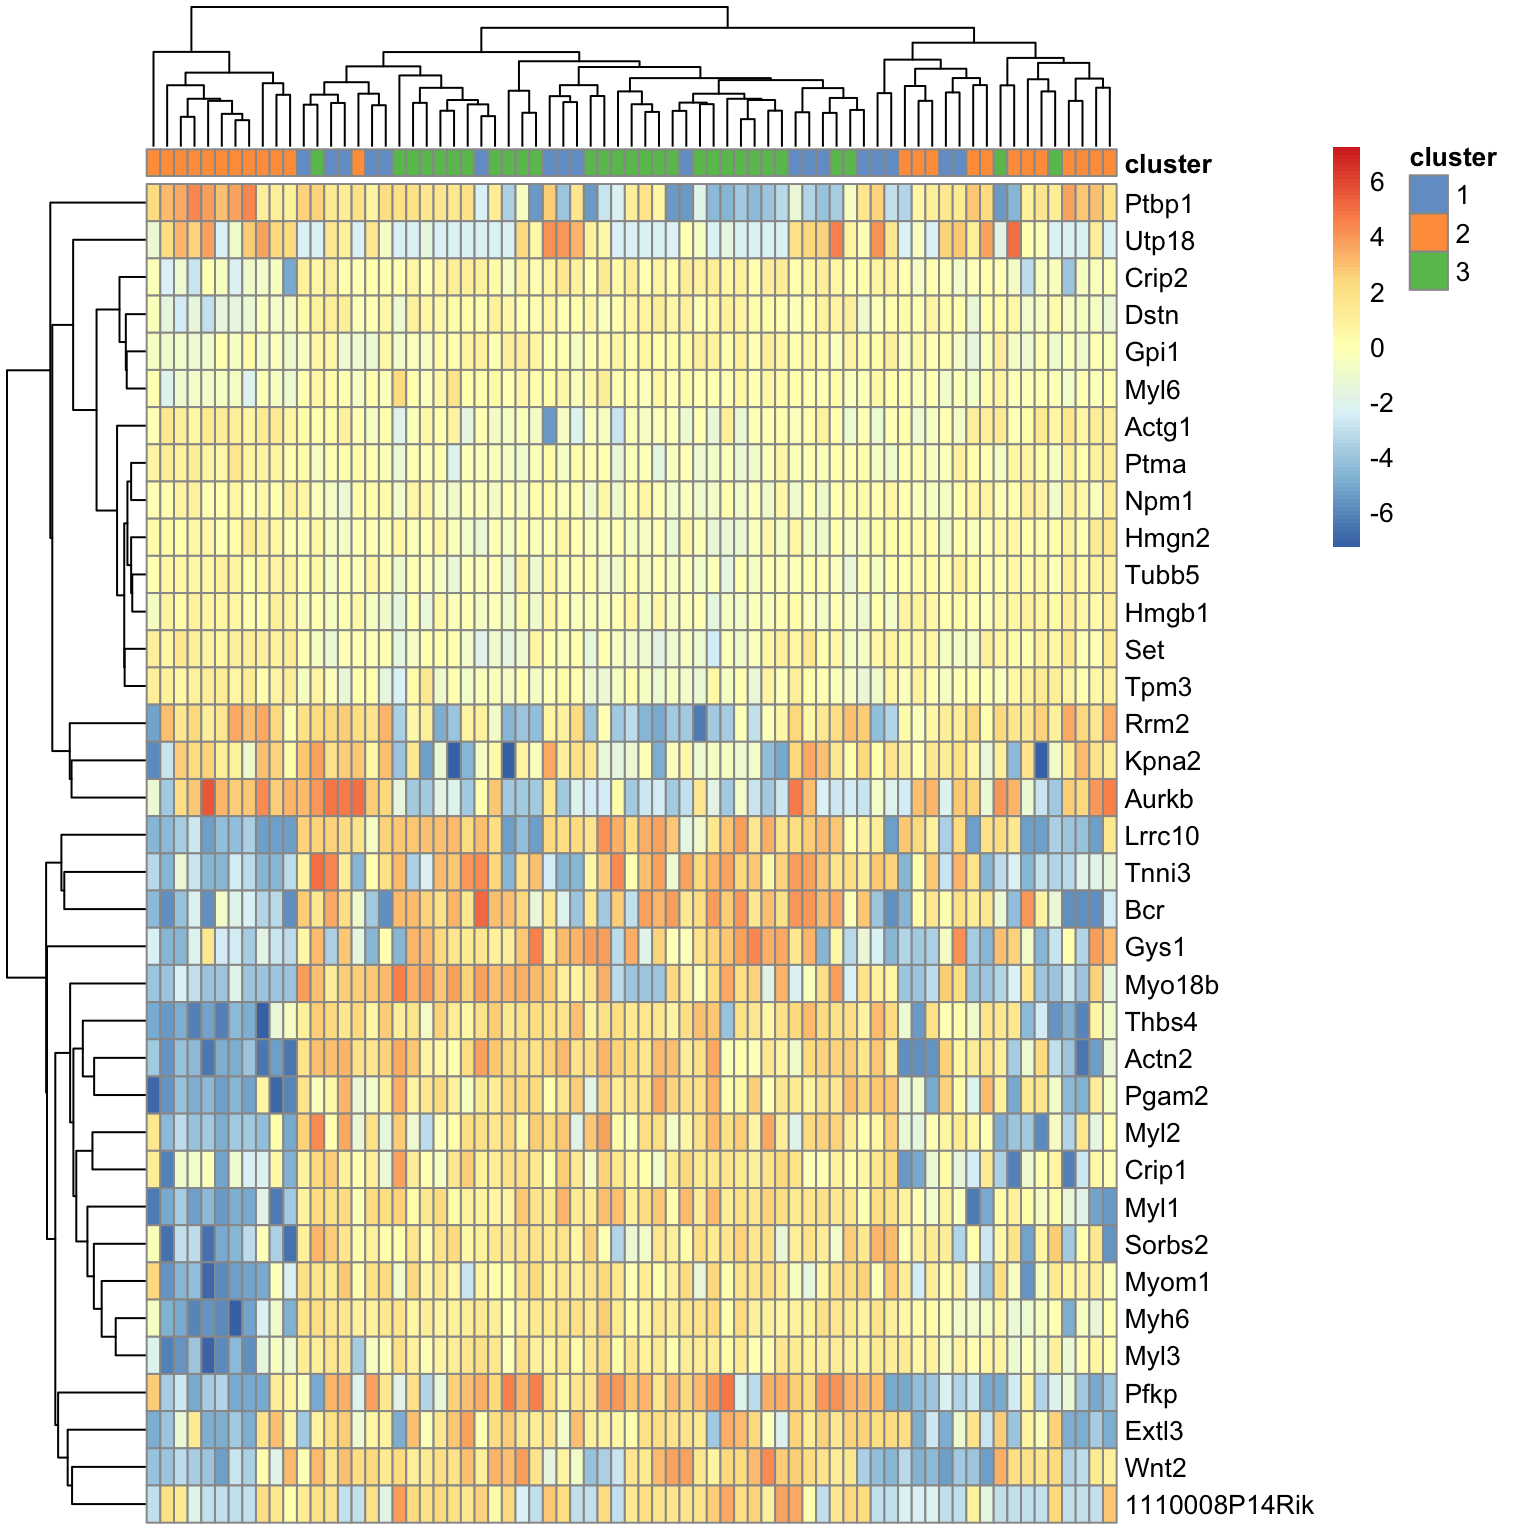 cluster
Ptbp1
Utp18
Crip2
Dstn
Gpi1
Myl6
Actg1
Ptma
Npm1
Hmgn2
Tubb5
Hmgb1
Set
Tpm3
Rrm2
Kpna2
Aurkb
Lrrc10
Tnni3
Bcr
Gys1
Myo18b
Thbs4
Actn2
Pgam2
Myl2
Crip1
Myl1
Sorbs2
Myom1
Myh6
Myl3
Pfkp
Extl3
Wnt2
1110008P14Rik
6
4
2
0
-2
-4
-6
cluster
1
2
3